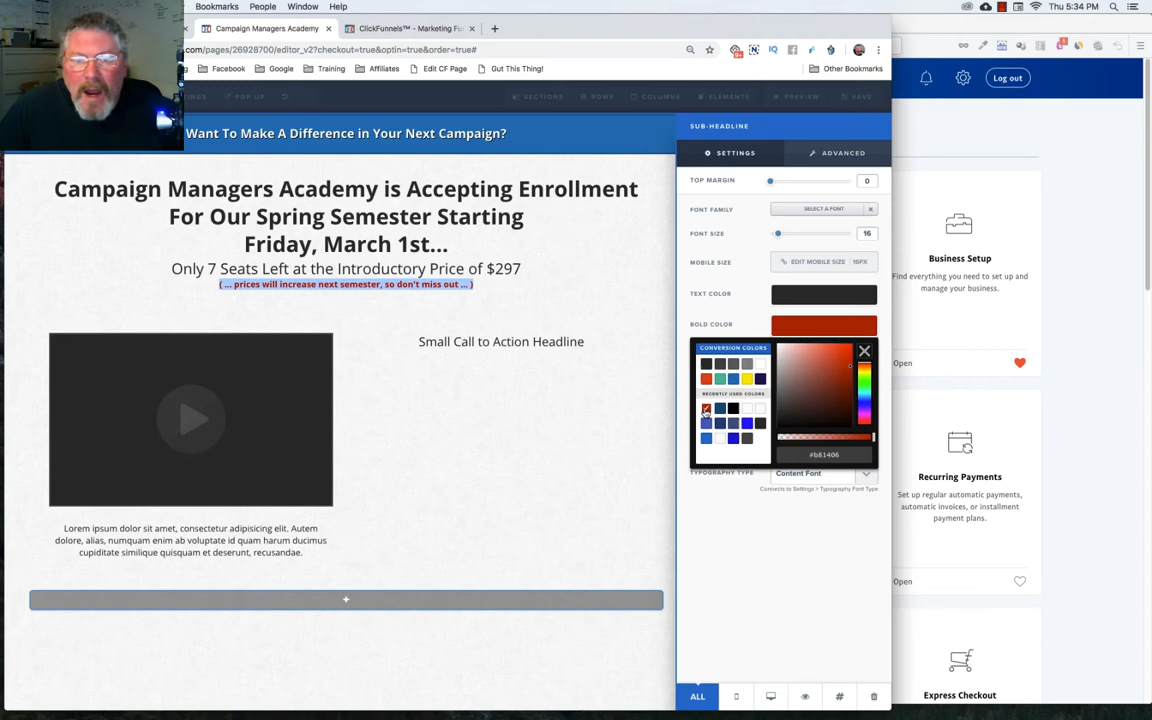 Bookmarks People Window Help
Thu 5:34 PM
Campaign Managers Academy ×
ClickFunnels™ - Marketing Fu ×
com/pages/26928700/editor_v2?checkout=true&optin=true&order=true#
Facebook Google Training Affiliates Edit CF Page Gut This Thing! Other Bookmarks
POP UP SECTIONS ROWS COLUMNS ELEMENTS PREVIEW SAVE
Log out
Want To Make A Difference in Your Next Campaign?
Campaign Managers Academy is Accepting Enrollment
For Our Spring Semester Starting
Friday, March 1st...
Only 7 Seats Left at the Introductory Price of $297
( ... prices will increase next semester, so don't miss out ... )
Small Call to Action Headline
Lorem ipsum dolor sit amet, consectetur adipisicing elit. Autem
dolore, alias, numquam enim ab voluptate id quam harum ducimus
cupiditate similique quisquam et deserunt, recusandae.
SUB-HEADLINE
SETTINGS ADVANCED
TOP MARGIN 0
FONT FAMILY SELECT A FONT ×
FONT SIZE 16
MOBILE SIZE EDIT MOBILE SIZE 16PX
TEXT COLOR
BOLD COLOR
CONVERSION COLORS
RECENTLY USED COLORS
#b81406
TYPOGRAPHY TYPE Content Font
Connects to Settings > Typography Font Type
ALL
Business Setup
Find everything you need to set up and
manage your business.
Open
Recurring Payments
Set up regular automatic payments,
automatic invoices, or installment
payment plans.
Open
Express Checkout